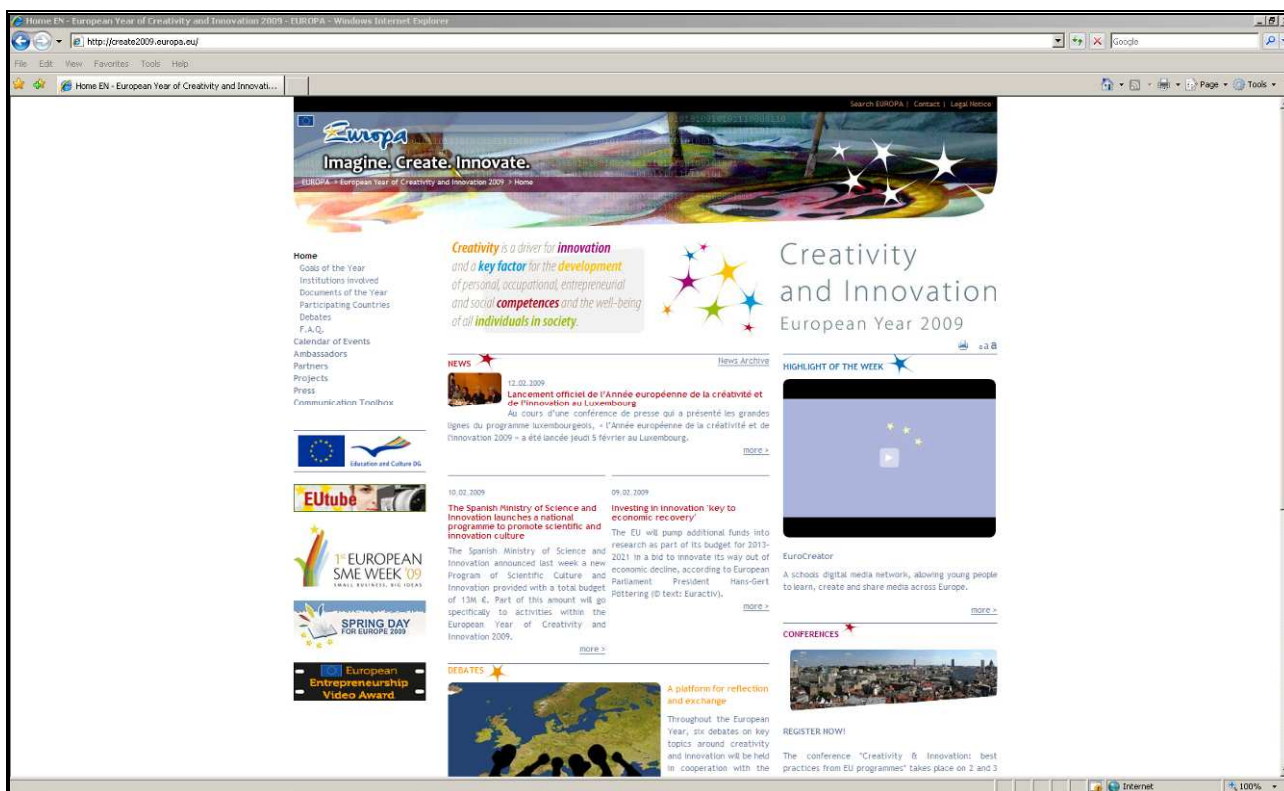 Home EN - European Year of Creativity and Innovation 2009 - EUROPA - Windows Internet Explorer
http://create2009.europa.eu/
Google
File Edit View Favorites Tools Help
Home EN - European Year of Creativity and Innovati...
Page
Tools
Search EUROPA | Contact | Legal Notice
Europa
Imagine. Create. Innovate.
EUROPA > European Year of Creativity and Innovation 2009 > Home
Creativity is a driver for innovation
and a key factor for the development
of personal, occupational, entrepreneurial
and social competences and the well-being
of all individuals in society.
Creativity
and Innovation
European Year 2009
a a a
Home
Goals of the Year
Institutions involved
Documents of the Year
Participating Countries
Debates
F.A.Q.
Calendar of Events
Ambassadors
Partners
Projects
Press
Communication Toolbox
Education and Culture DG
EUtube
1st EUROPEAN
SME WEEK '09
SMALL BUSINESS, BIG IDEAS
SPRING DAY
FOR EUROPE 2009
European
Entrepreneurship
Video Award
NEWS
News Archive
12.02.2009
Lancement officiel de l'Année européenne de la créativité et
de l'innovation au Luxembourg
Au cours d'une conférence de presse qui a présenté les grandes
lignes du programme luxembourgeois, « l'Année européenne de la créativité et de
l'innovation 2009 » a été lancée jeudi 5 février au Luxembourg.
more >
10.02.2009
The Spanish Ministry of Science and
Innovation launches a national
programme to promote scientific and
innovation culture
The Spanish Ministry of Science and
Innovation announced last week a new
Program of Scientific Culture and
Innovation provided with a total budget
of 13M €. Part of this amount will go
specifically to activities within the
European Year of Creativity and
Innovation 2009.
more >
09.02.2009
Investing in innovation 'key to
economic recovery'
The EU will pump additional funds into
research as part of its budget for 2013-
2021 in a bid to innovate its way out of
economic decline, according to European
Parliament President Hans-Gert
Pöttering (© text: Euractiv).
more >
DEBATES
A platform for reflection
and exchange
Throughout the European
Year, six debates on key
topics around creativity
and innovation will be held
in cooperation with the
HIGHLIGHT OF THE WEEK
EuroCreator
A schools digital media network, allowing young people
to learn, create and share media across Europe.
more >
CONFERENCES
REGISTER NOW!
The conference "Creativity & Innovation: best
practices from EU programmes" takes place on 2 and 3
Internet
100%